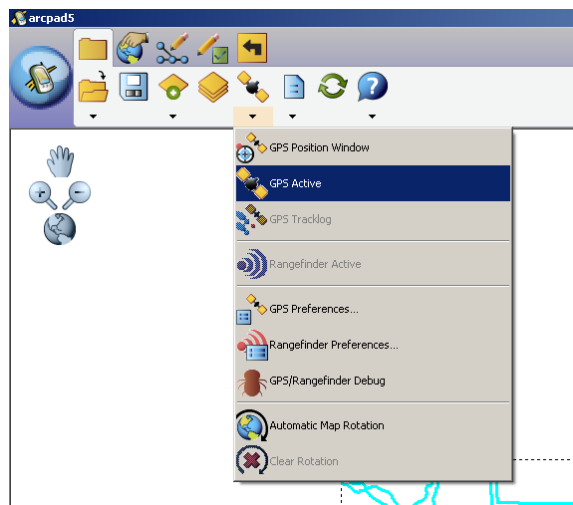 arcpad5
GPS Position Window
GPS Active
GPS Tracklog
Rangefinder Active
GPS Preferences...
Rangefinder Preferences...
GPS/Rangefinder Debug
Automatic Map Rotation
Clear Rotation